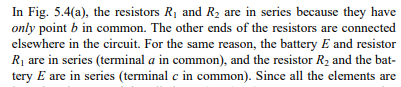 In Fig. 5.4(a), the resistors R1 and R2 are in series because they have
only point b in common. The other ends of the resistors are connected
elsewhere in the circuit. For the same reason, the battery E and resistor
R1 are in series (terminal a in common), and the resistor R2 and the bat-
tery E are in series (terminal c in common). Since all the elements are